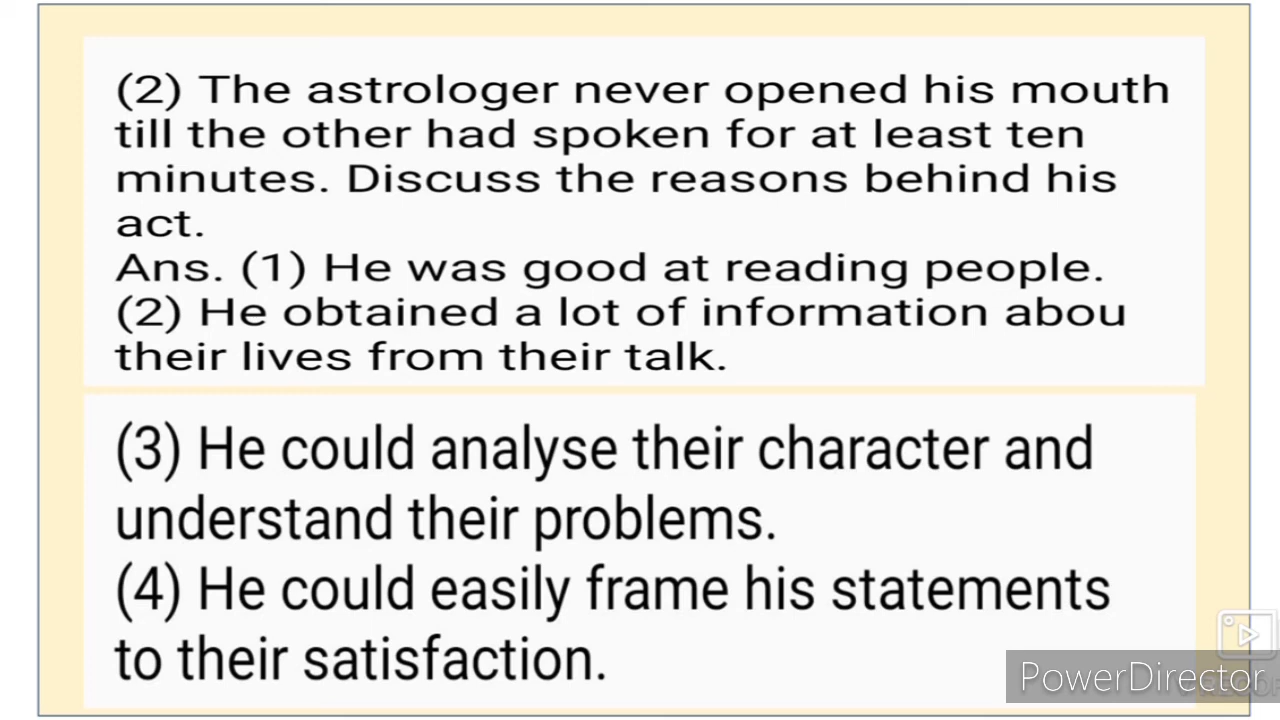 (2) The astrologer never opened his mouth
till the other had spoken for at least ten
minutes. Discuss the reasons behind his
act.
Ans. (1) He was good at reading people.
(2) He obtained a lot of information abou
their lives from their talk.
(3) He could analyse their character and
understand their problems.
(4) He could easily frame his statements
to their satisfaction.
PowerDirector